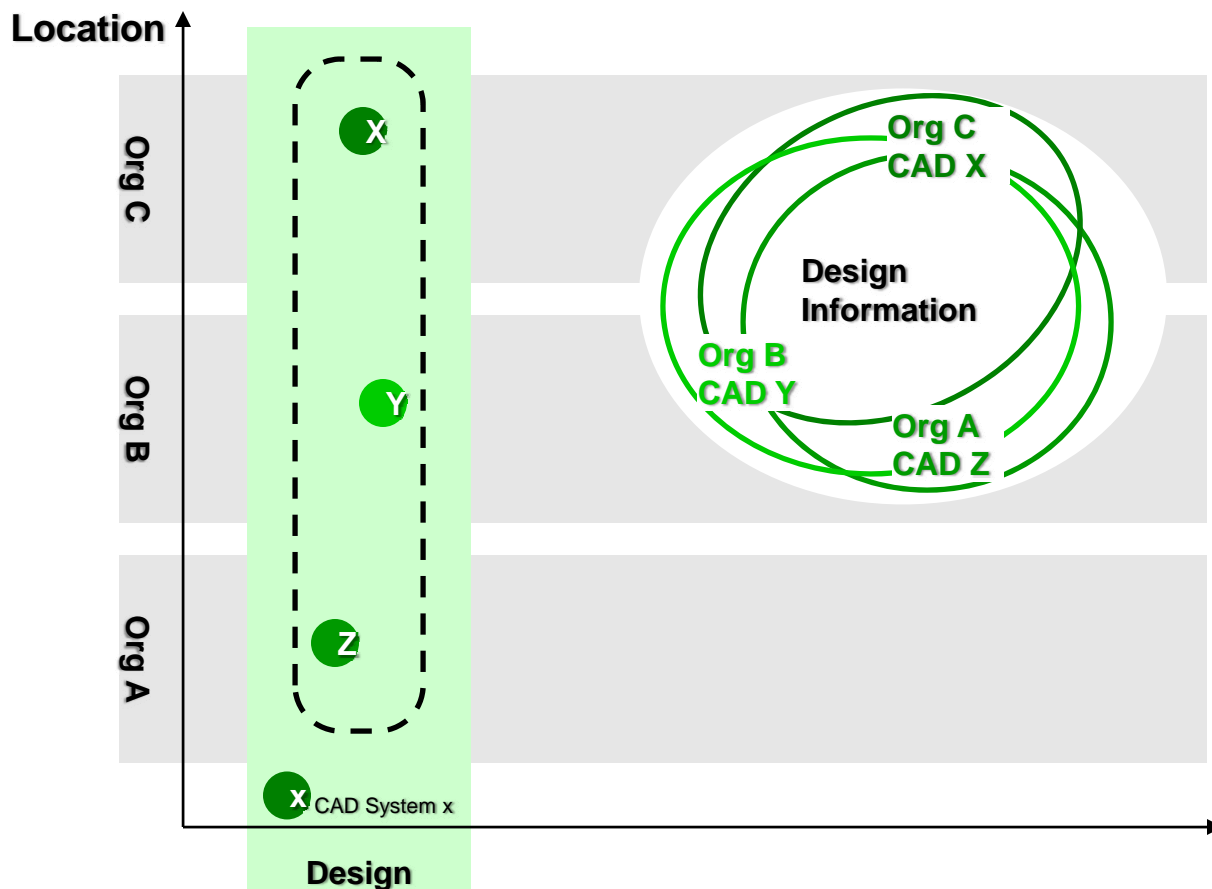 Location
Org C
X
Org C
CAD X
Design
Information
Org B
Y
Org B
CAD Y
Org A
CAD Z
Org A
Z
x
CAD System x
Design